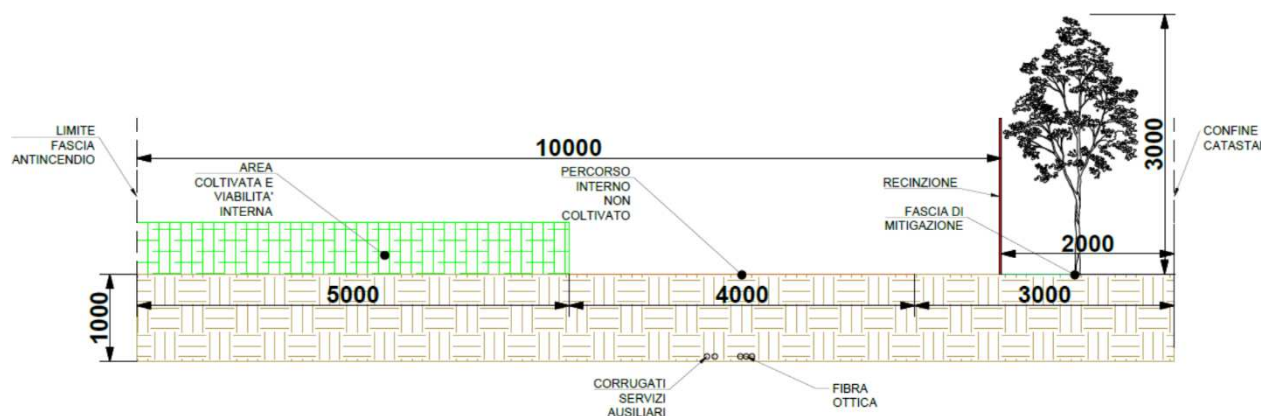 LIMITE
FASCIA
ANTINCENDIO
10000
AREA
COLTIVATA E
VIABILITA'
INTERNA
PERCORSO
INTERNO
NON
COLTIVATO
RECINZIONE
FASCIA DI
MITIGAZIONE
3000
CONFINE
CATASTAL
2000
1000
5000
4000
3000
CORRUGATI
SERVIZI
AUSILIARI
FIBRA
OTTICA